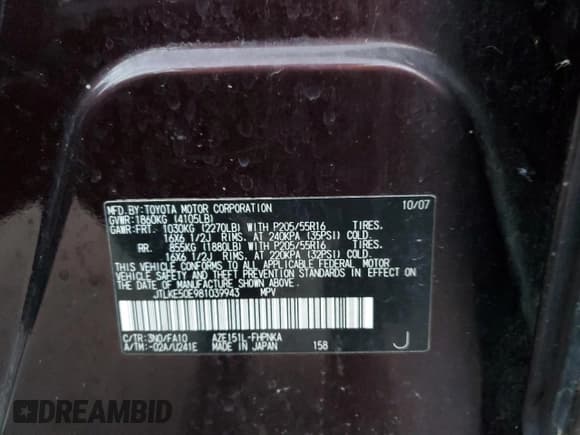 MFD.BY:TOYOTA MOTOR CORPORATION 10/07
GVWR:1860KG (4105LB)
GAWR:FRT. 1030KG (2270LB) WITH P205/55R16 TIRES.
16X6 1/2J RIMS. AT 240KPA (35PSI) COLD.
RR. 855KG (1880LB) WITH P205/55R16 TIRES.
16X6 1/2J RIMS. AT 220KPA (32PSI) COLD.
THIS VEHICLE CONFORMS TO ALL APPLICABLE FEDERAL MOTOR
VEHICLE SAFETY AND THEFT PREVENTION STANDARDS IN EFFECT ON
THE DATE OF MANUFACTURE SHOWN ABOVE.
JTLKE50E981039943 MPV
C/TR:3N0/FA10 AZE151L-FHPNKA
A/TM:-02A/U241E MADE IN JAPAN 158 J
DREAMBID